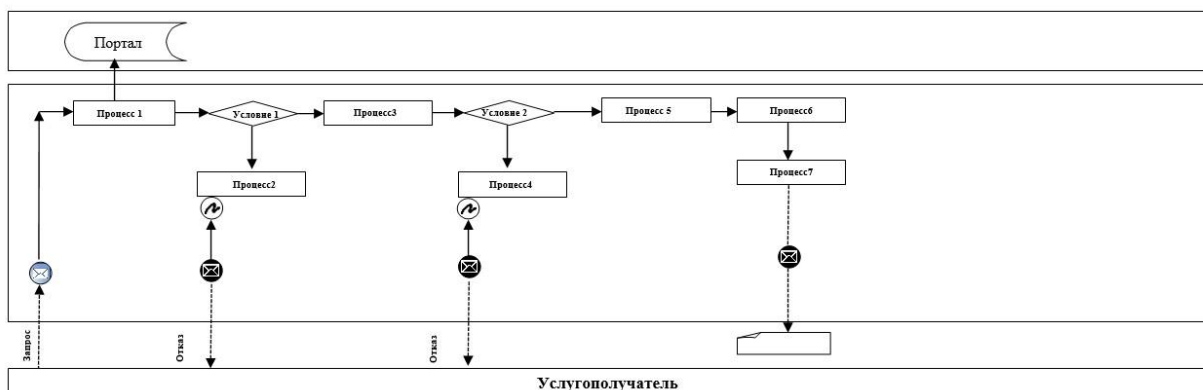 Портал
Процесс 1
Условие 1
Процесс3
Условие 2
Процесс 5
Процесс6
Процесс2
Процесс4
Процесс7
Запрос
Отказ
Отказ
Услугополучатель